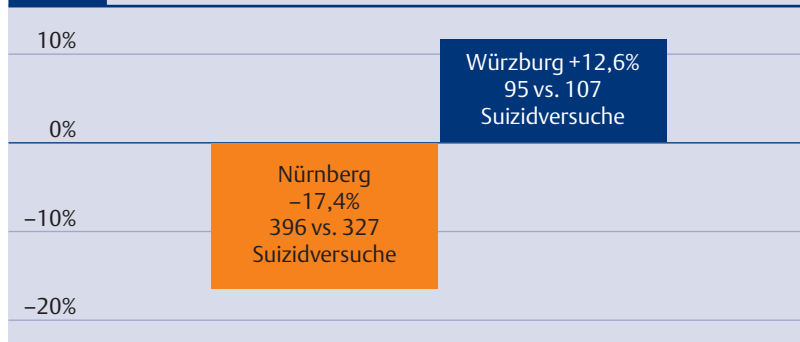 10%
Würzburg +12,6%
95 vs. 107
Suizidversuche
0%
Nürnberg
–17,4%
396 vs. 327
Suizidversuche
–10%
–20%